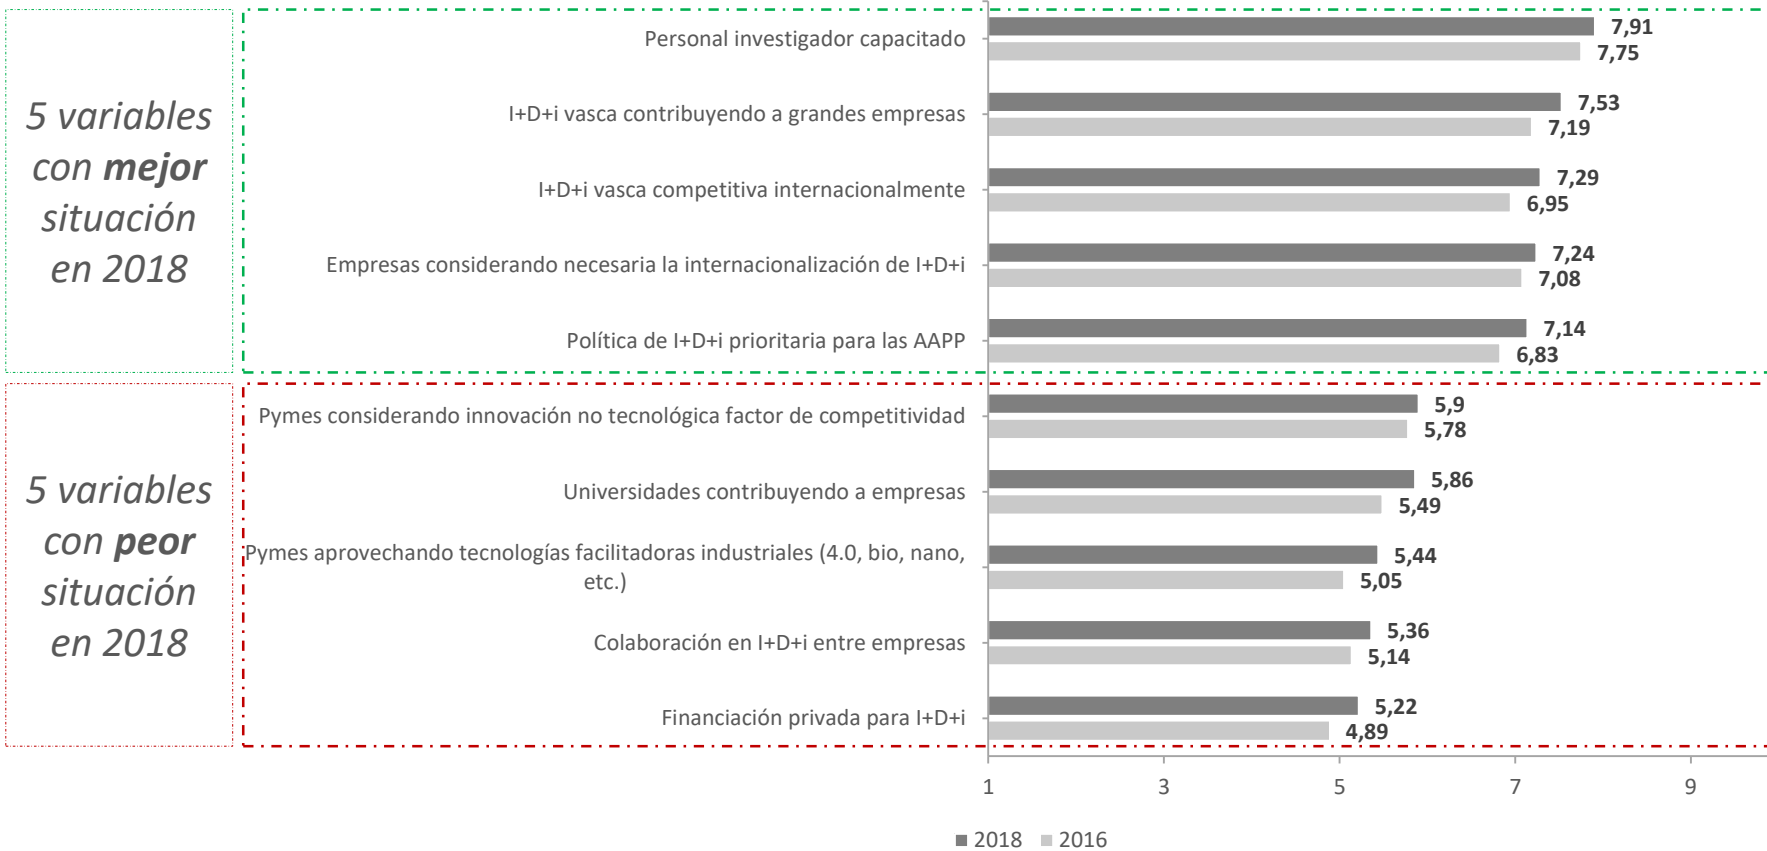 5 variables
con mejor
situación
en 2018
Personal investigador capacitado
7,91
7,75
I+D+i vasca contribuyendo a grandes empresas
7,53
7,19
I+D+i vasca competitiva internacionalmente
7,29
6,95
Empresas considerando necesaria la internacionalización de I+D+i
7,24
7,08
Política de I+D+i prioritaria para las AAPP
7,14
6,83
5 variables
con peor
situación
en 2018
Pymes considerando innovación no tecnológica factor de competitividad
5,9
5,78
Universidades contribuyendo a empresas
5,86
5,49
Pymes aprovechando tecnologías facilitadoras industriales (4.0, bio, nano,
etc.)
5,44
5,05
Colaboración en I+D+i entre empresas
5,36
5,14
Financiación privada para I+D+i
5,22
4,89
1 3 5 7 9
2018 2016